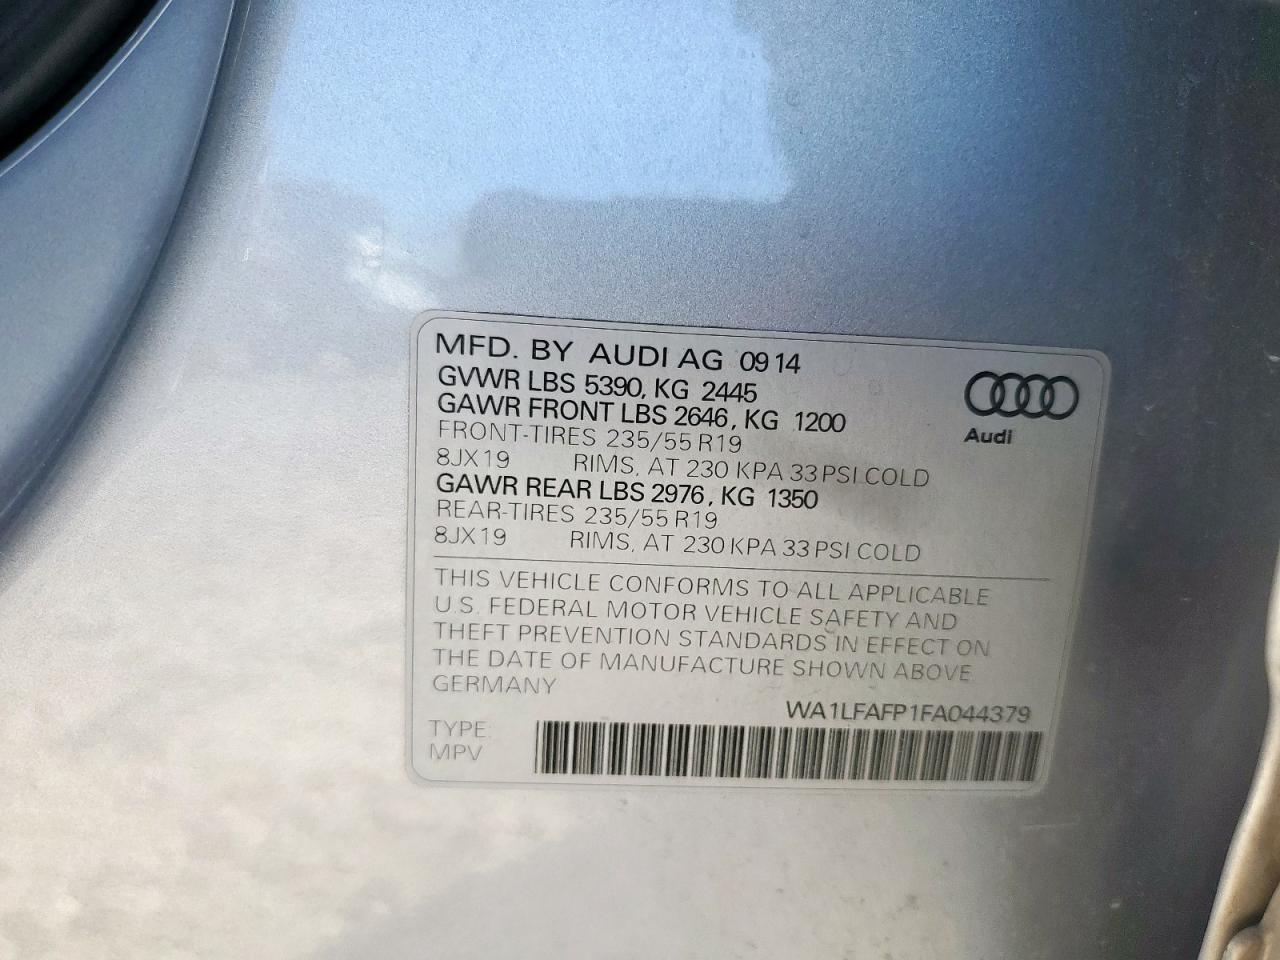 MFD. BY AUDI AG 09 14
GVWR LBS 5390, KG 2445
GAWR FRONT LBS 2646, KG 1200
FRONT-TIRES 235/55 R19
8JX19 RIMS, AT 230 KPA 33 PSI COLD
GAWR REAR LBS 2976, KG 1350
REAR-TIRES 235/55 R19
8JX19 RIMS, AT 230 KPA 33 PSI COLD
Audi
THIS VEHICLE CONFORMS TO ALL APPLICABLE
U.S. FEDERAL MOTOR VEHICLE SAFETY AND
THEFT PREVENTION STANDARDS IN EFFECT ON
THE DATE OF MANUFACTURE SHOWN ABOVE.
GERMANY
WA1LFAFP1FA044379
TYPE:
MPV